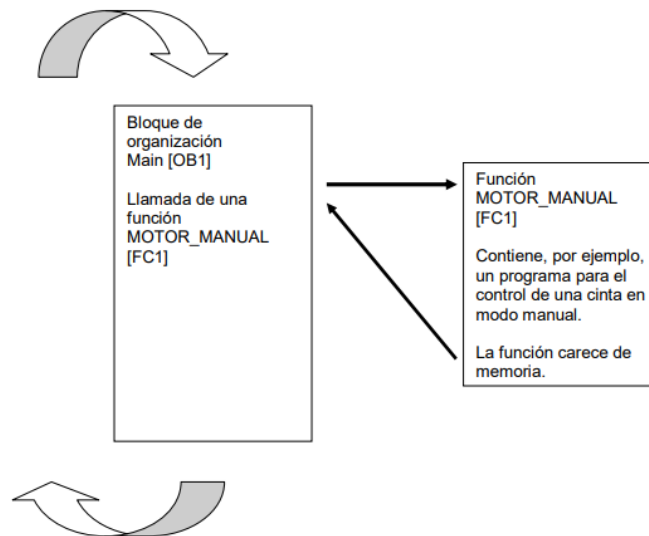 Bloque de
organización
Main [OB1]
Llamada de una
función
MOTOR_MANUAL
[FC1]
Función
MOTOR_MANUAL
[FC1]
Contiene, por ejemplo,
un programa para el
control de una cinta en
modo manual.
La función carece de
memoria.